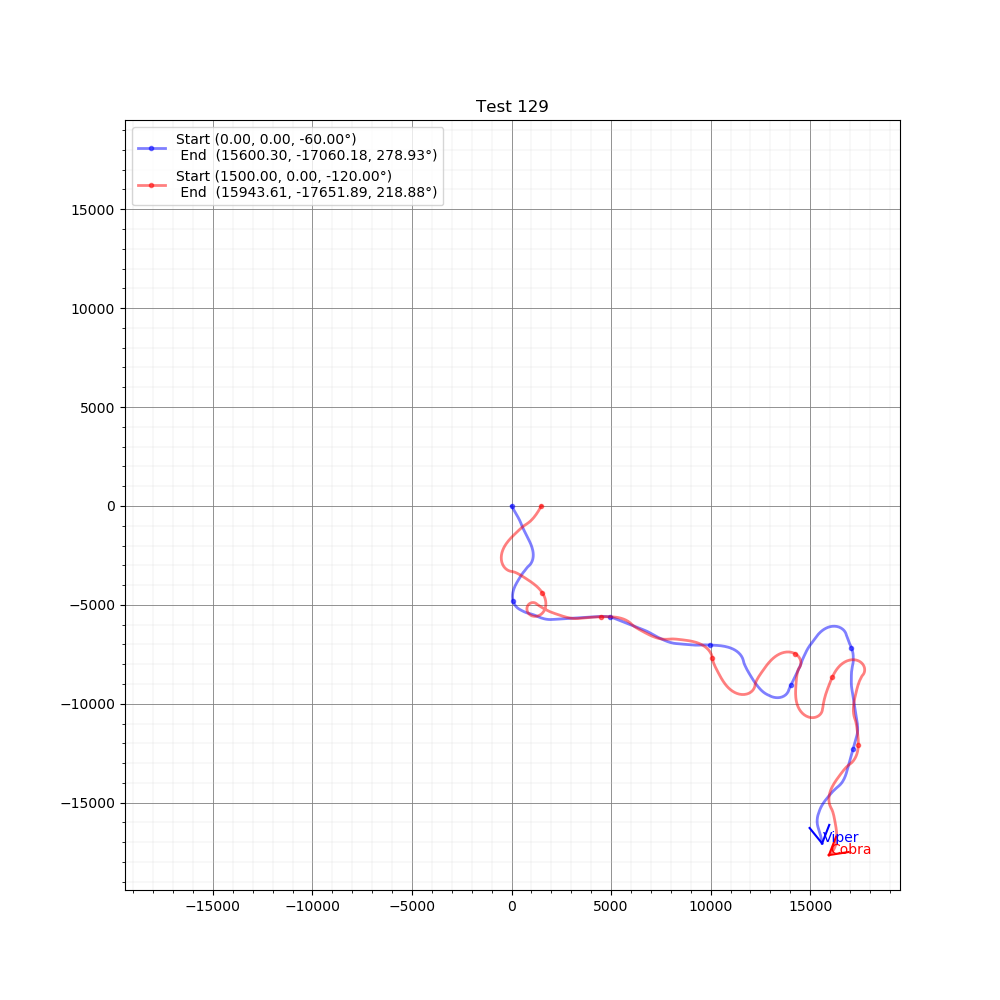 Test 129
Start (0.00, 0.00, -60.00°)
End (15600.30, -17060.18, 278.93°)
Start (1500.00, 0.00, -120.00°)
End (15943.61, -17651.89, 218.88°)
15000
10000
5000
0
−5000
−10000
−15000
Viper
Cobra
−15000 −10000 −5000 0 5000 10000 15000